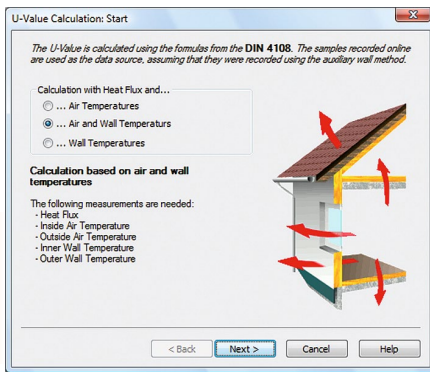 U-Value Calculation: Start
The U-Value is calculated using the formulas from the DIN 4108. The samples recorded online
are used as the data source, assuming that they were recorded using the auxiliary wall method.
Calculation with Heat Flux and...
... Air Temperatures
... Air and Wall Temperaturs
... Wall Temperatures
Calculation based on air and wall
temperatures
The following measurements are needed:
- Heat Flux
- Inside Air Temperature
- Outside Air Temperature
- Inner Wall Temperature
- Outer Wall Temperature
< Back Next > Cancel Help